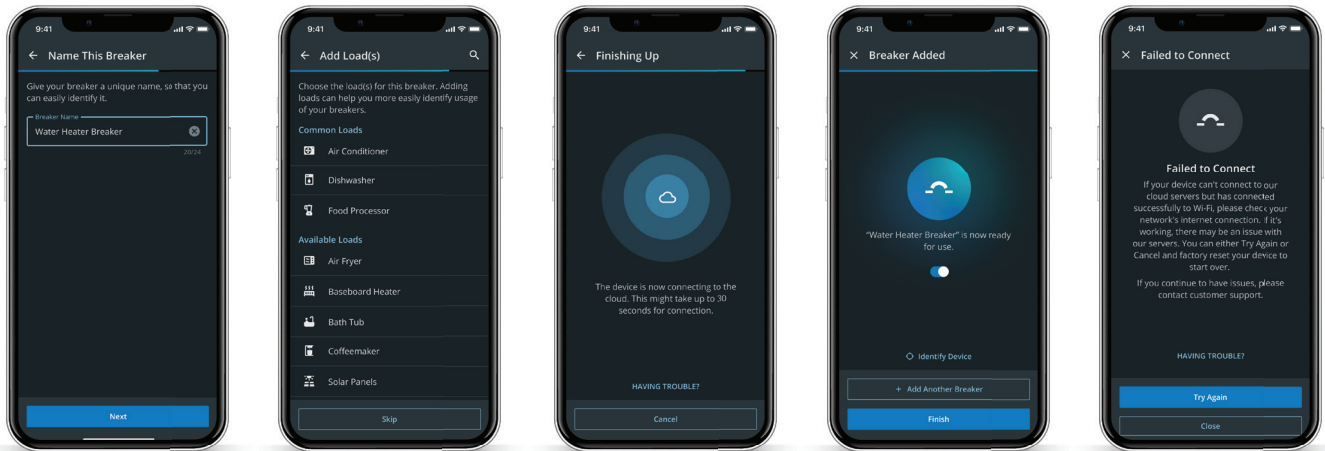 9:41
Name This Breaker
Give your breaker a unique name, so that you
can easily identify it.
Breaker Name
Water Heater Breaker
20/24
Next
9:41
Add Load(s)
Choose the load(s) for this breaker. Adding
loads can help you more easily identify usage
of your breakers.
Common Loads
Air Conditioner
Dishwasher
Food Processor
Available Loads
Air Fryer
Baseboard Heater
Bath Tub
Coffeemaker
Solar Panels
Skip
9:41
Finishing Up
The device is now connecting to the
cloud. This might take up to 30
seconds for connection.
HAVING TROUBLE?
Cancel
9:41
Breaker Added
"Water Heater Breaker" is now ready
for use.
Identify Device
+ Add Another Breaker
Finish
9:41
Failed to Connect
Failed to Connect
If your device can't connect to our
cloud servers but has connected
successfully to Wi-Fi, please check your
network's internet connection. If it's
working, there may be an issue with
our servers. You can either Try Again or
Cancel and factory reset your device to
start over.
If you continue to have issues, please
contact customer support.
HAVING TROUBLE?
Try Again
Close